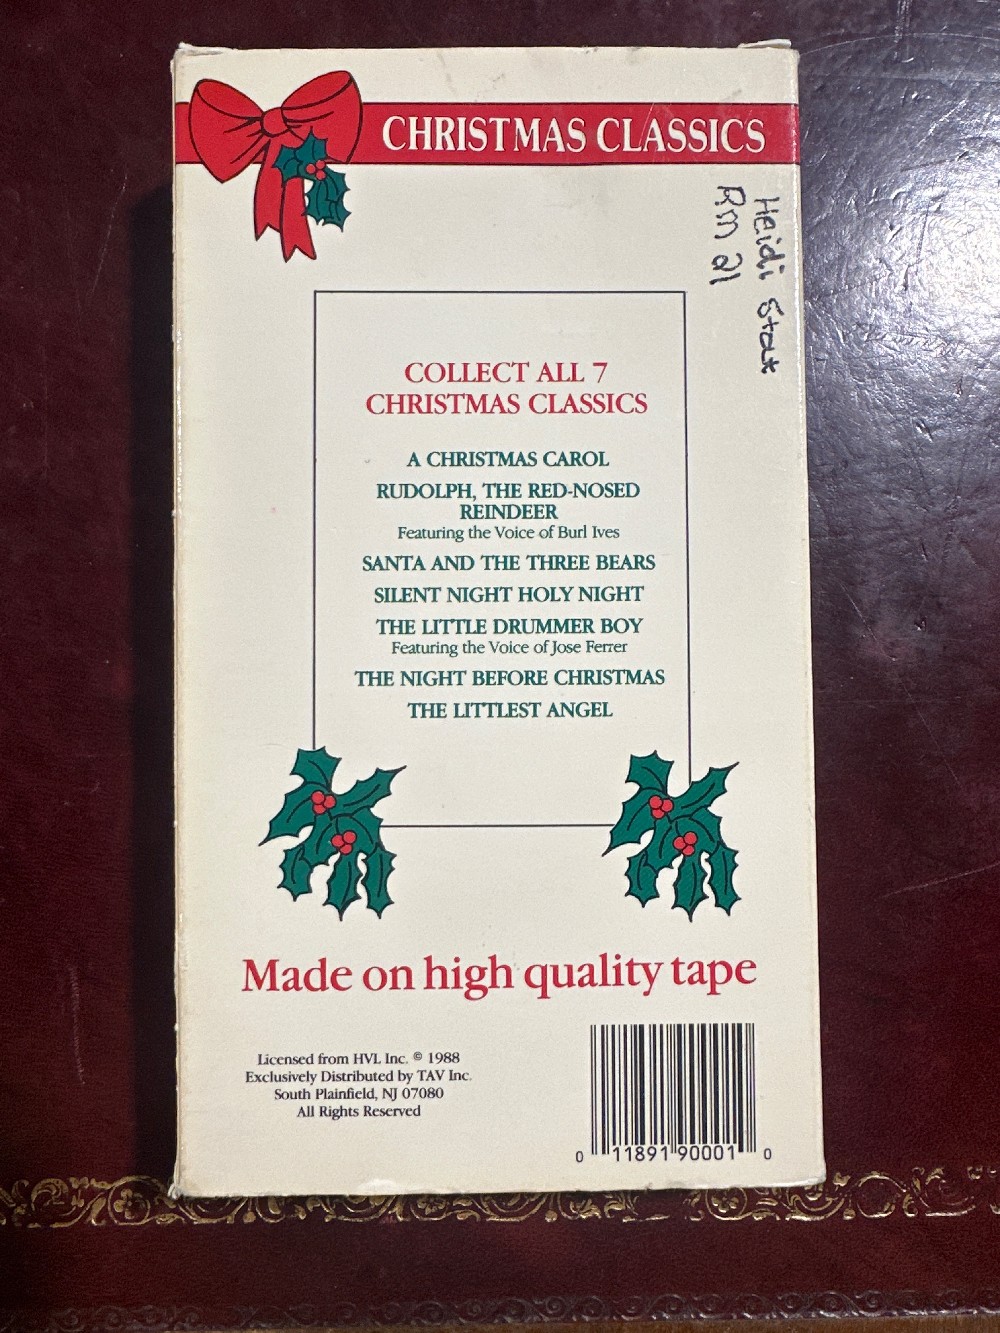 CHRISTMAS CLASSICS
Heidi
Rm 21
COLLECT ALL 7
CHRISTMAS CLASSICS
A CHRISTMAS CAROL
RUDOLPH, THE RED-NOSED
REINDEER
Featuring the Voice of Burl Ives
SANTA AND THE THREE BEARS
SILENT NIGHT HOLY NIGHT
THE LITTLE DRUMMER BOY
Featuring the Voice of Jose Ferrer
THE NIGHT BEFORE CHRISTMAS
THE LITTLEST ANGEL
Made on high quality tape
Licensed from HVL Inc. © 1988
Exclusively Distributed by TAV Inc.
South Plainfield, NJ 07080
All Rights Reserved
0 11891 90001 0